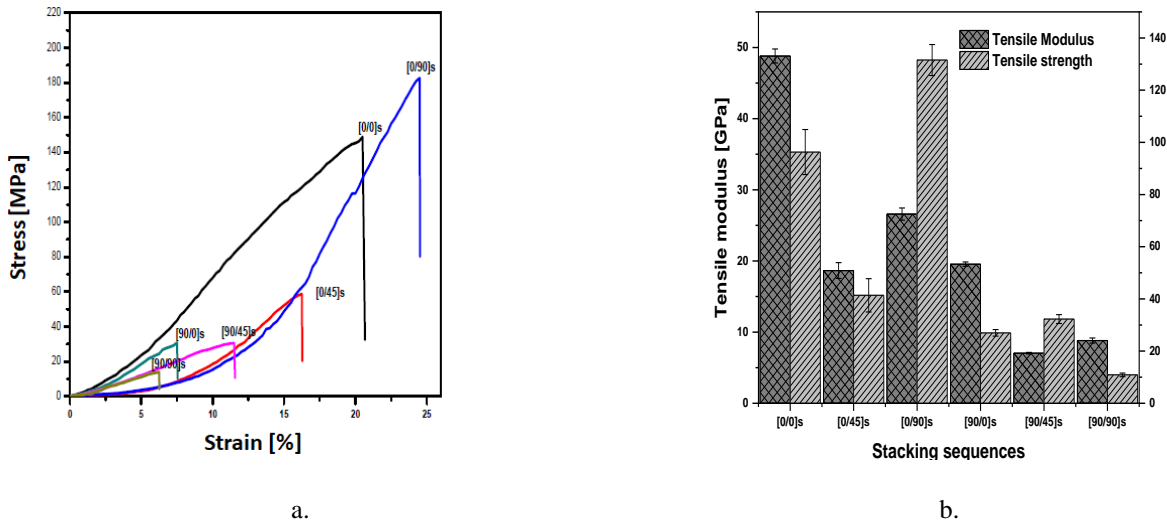 220
200
180
160
140
120
100
80
60
40
20
0
Stress [MPa]
[0/90]s
[0/0]s
[0/45]s
[90/0]s
[90/45]s
[90/90]s
0 5 10 15 20 25
Strain [%]
a.
50
40
30
20
10
0
Tensile modulus [GPa]
Tensile Modulus
Tensile strength
140
120
100
80
60
40
20
0
[0/0]s [0/45]s [0/90]s [90/0]s [90/45]s [90/90]s
Stacking sequences
b.